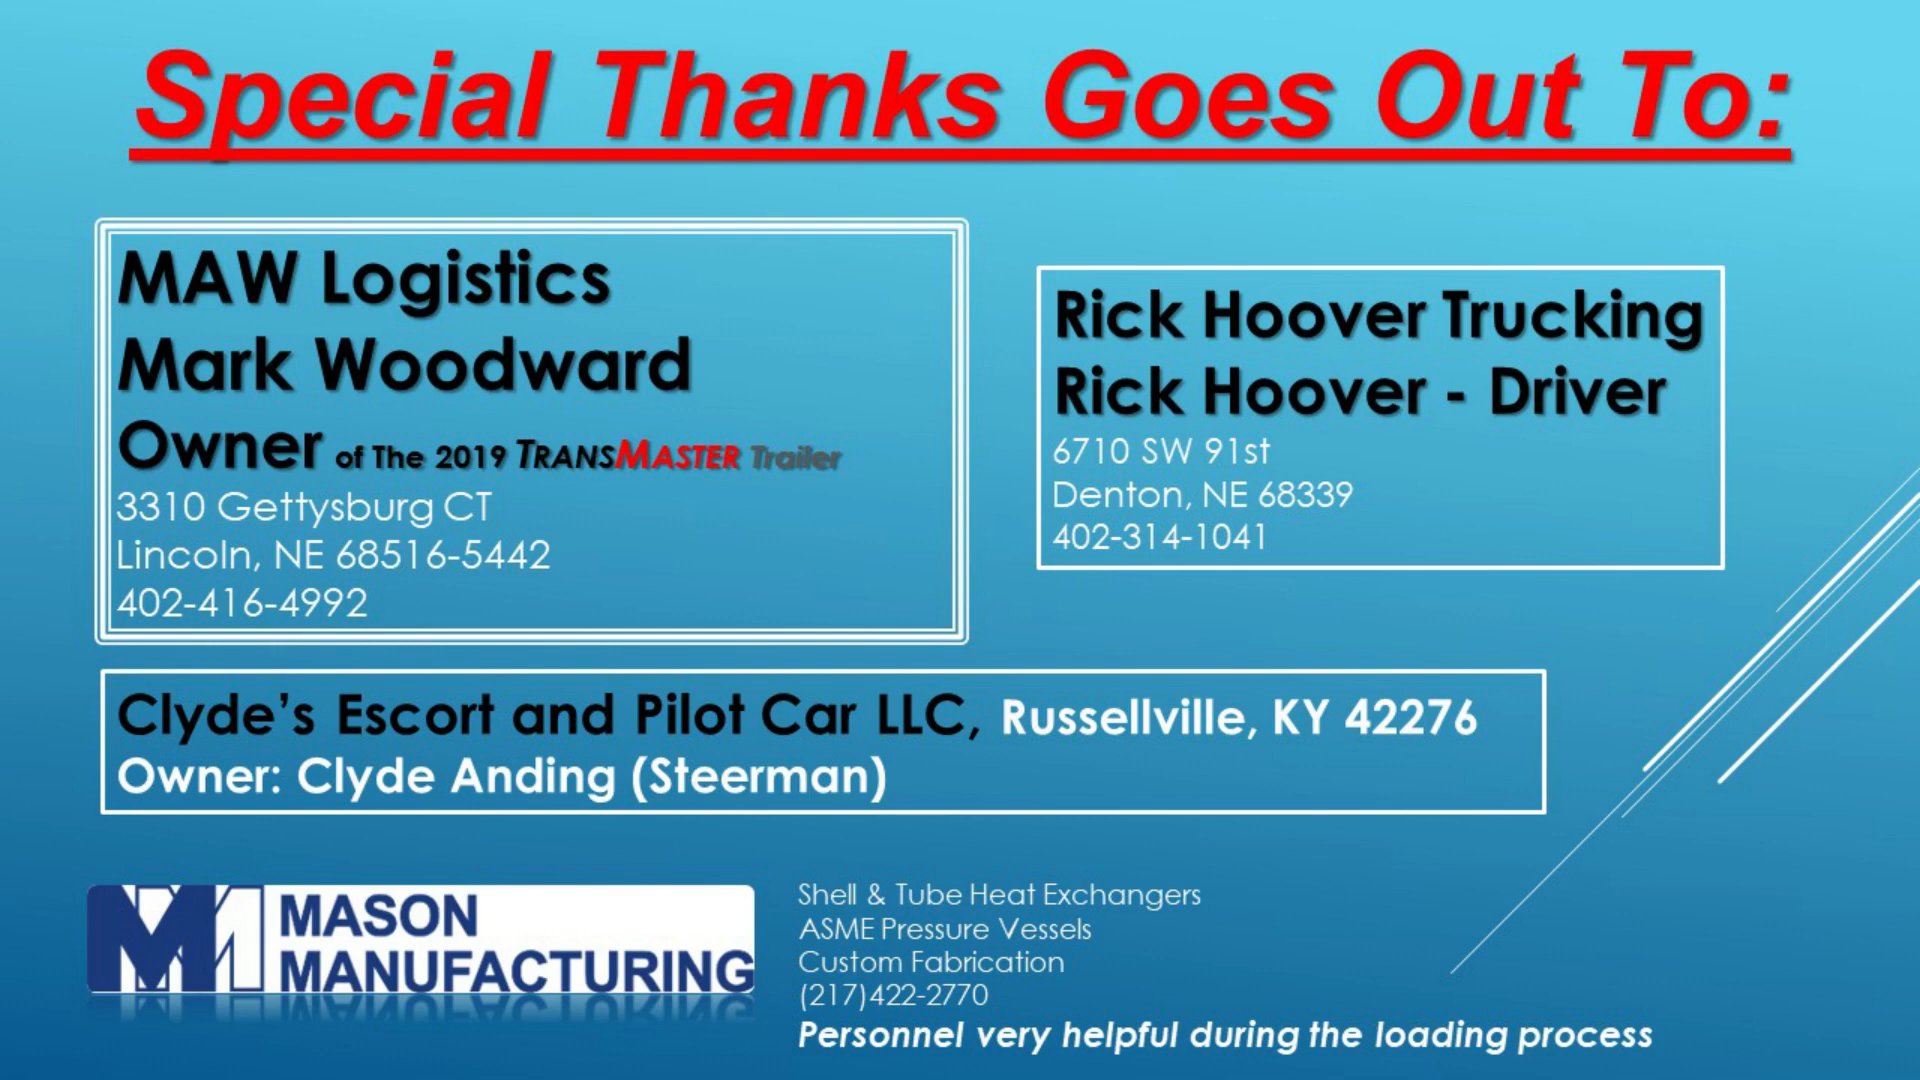 Special Thanks Goes Out To:
MAW Logistics
Mark Woodward
Owner of The 2019 TRANSMASTER Trailer
3310 Gettysburg CT
Lincoln, NE 68516-5442
402-416-4992
Rick Hoover Trucking
Rick Hoover - Driver
6710 SW 91st
Denton, NE 68339
402-314-1041
Clyde’s Escort and Pilot Car LLC, Russellville, KY 42276
Owner: Clyde Anding (Steerman)
MASON
MANUFACTURING
Shell & Tube Heat Exchangers
ASME Pressure Vessels
Custom Fabrication
(217)422-2770
Personnel very helpful during the loading process